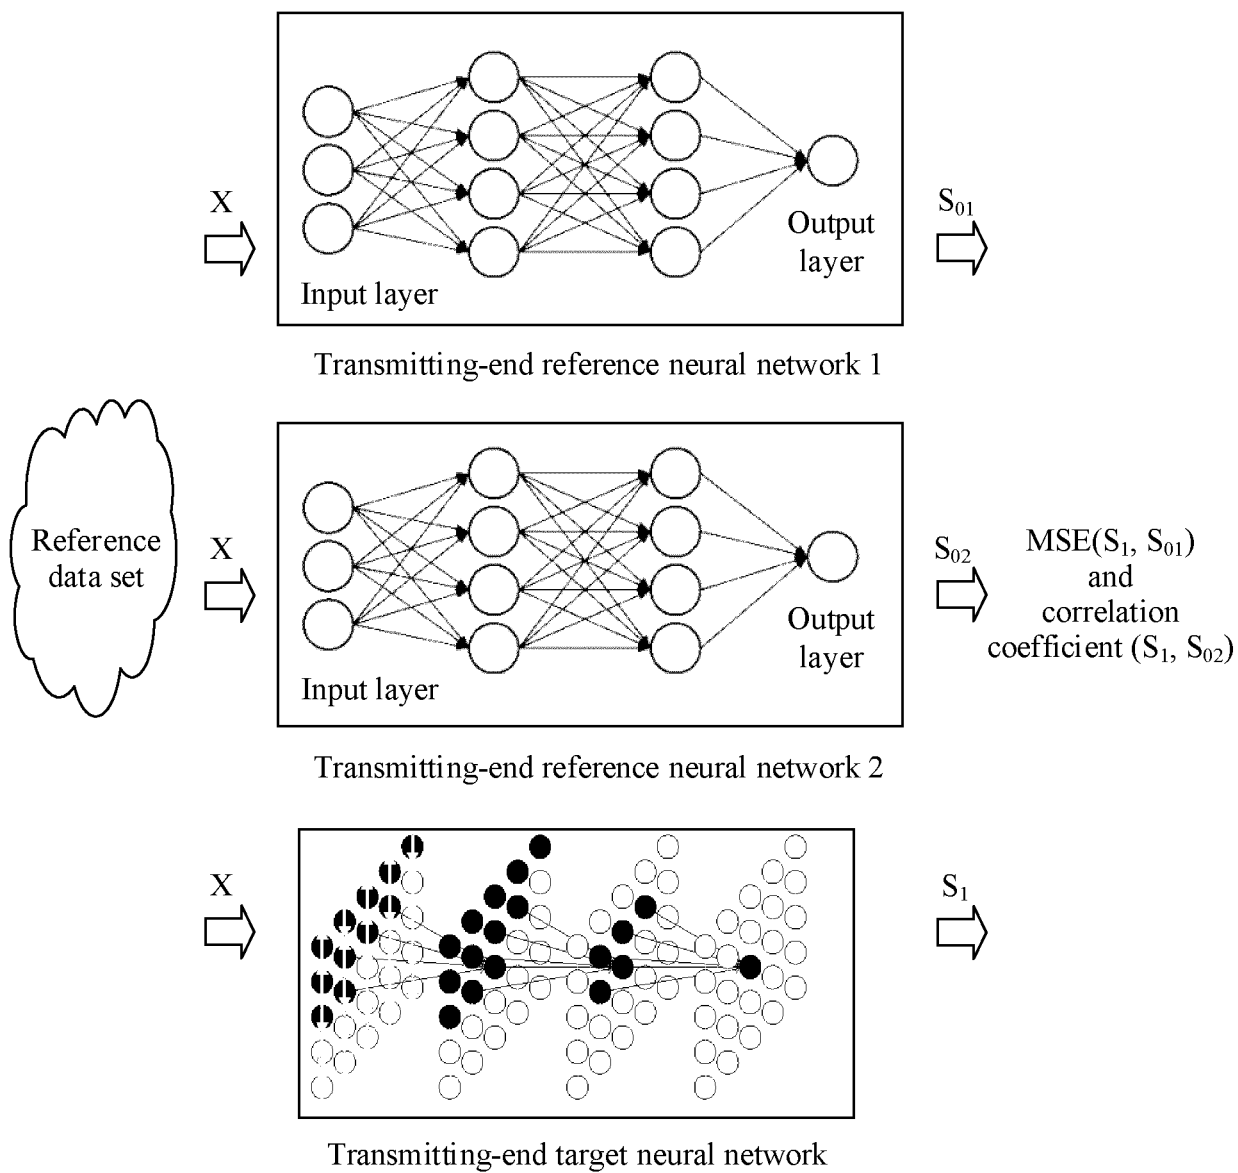 X
S₀₁
Output
layer
Input layer
Transmitting-end reference neural network 1
Reference
data set
X
S₀₂
MSE(S₁, S₀₁)
and
correlation
coefficient (S₁, S₀₂)
Output
layer
Input layer
Transmitting-end reference neural network 2
X
S₁
Transmitting-end target neural network